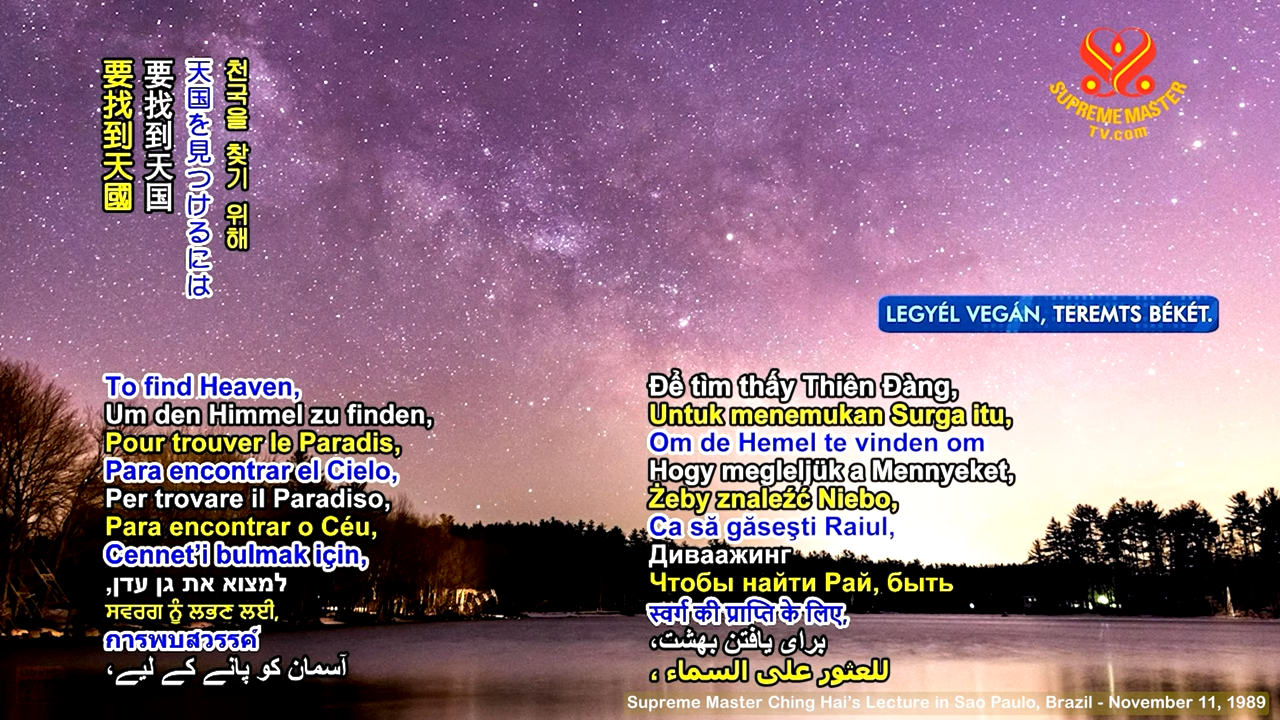 要找到天國
要找到天国
天国を見つけるには
천국을 찾기 위해
SUPREME MASTER
TV.com
LEGYÉL VEGÁN, TEREMTS BÉKÉT.
To find Heaven,
Um den Himmel zu finden,
Pour trouver le Paradis,
Para encontrar el Cielo,
Per trovare il Paradiso,
Para encontrar o Céu,
Cennet'i bulmak için,
למצוא את גן עדן,
ਸਵਰਗ ਨੂੰ ਲਭਣ ਲਈ,
การพบสวรรค์
آسمان کو پانے کے لیے،
Để tìm thấy Thiên Đàng,
Untuk menemukan Surga itu,
Om de Hemel te vinden om
Hogy megleljük a Mennyeket,
Żeby znaleźć Niebo,
Ca să găseşti Raiul,
Диваажинг
Чтобы найти Рай, быть
स्वर्ग की प्राप्ति के लिए,
برای یافتن بهشت،
للعثور على السماء ،
Supreme Master Ching Hai's Lecture in Sao Paulo, Brazil - November 11, 1989